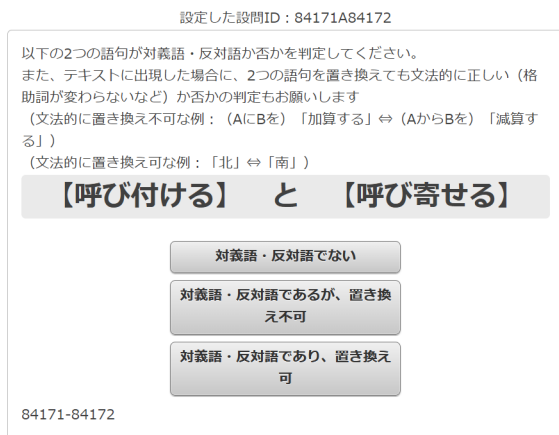 設定した設問ID：84171A84172
以下の2つの語句が対義語・反対語か否かを判定してください。
また、テキストに出現した場合に、2つの語句を置き換えても文法的に正しい（格
助詞が変わらないなど）か否かの判定もお願いします
（文法的に置き換え不可な例：（AにBを）「加算する」⇔（AからBを）「減算す
る」）
（文法的に置き換え可な例：「北」⇔「南」）
【呼び付ける】　と　【呼び寄せる】
対義語・反対語でない
対義語・反対語であるが、置き換
え不可
対義語・反対語であり、置き換え
可
84171-84172